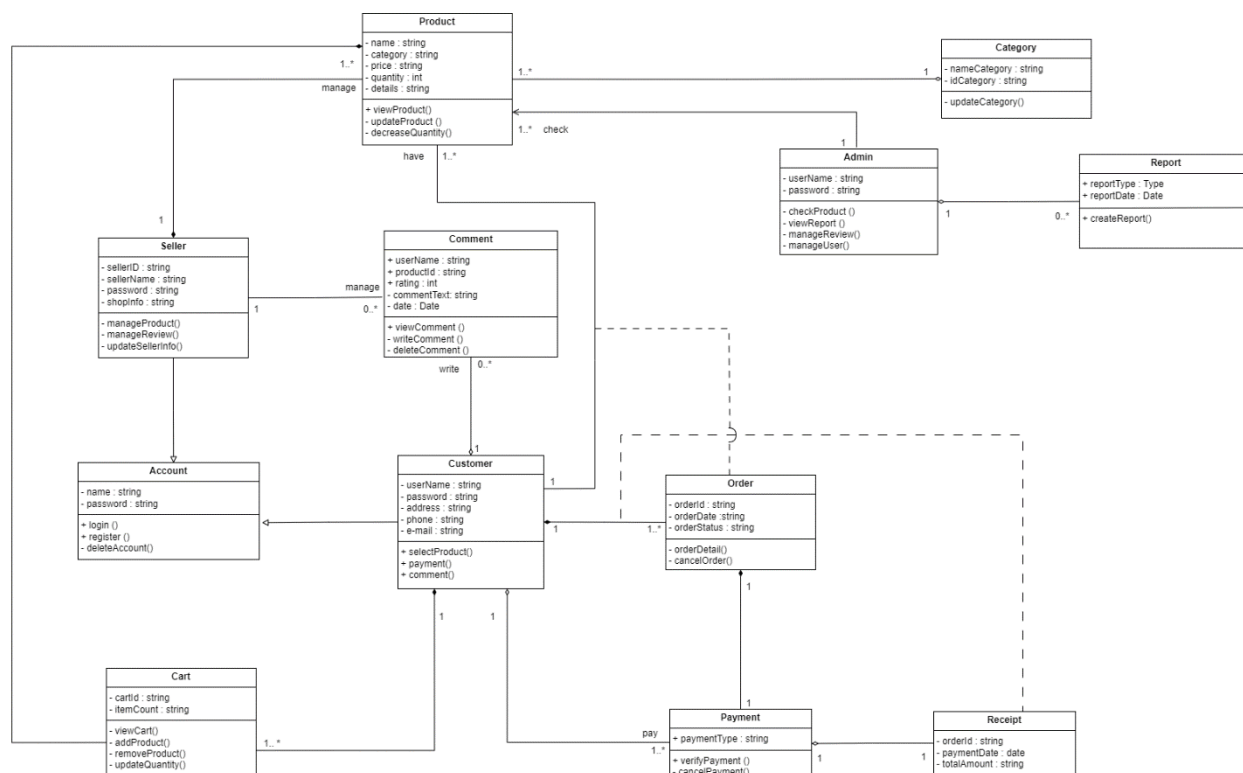 Product
- name : string
- category : string
- price : string
- quantity : int
- details : string
+ viewProduct()
- updateProduct ()
- decreaseQuantity()
1..*
manage
1..*
1
Category
- nameCategory : string
- idCategory : string
- updateCategory()
1..*
check
1
have
1..*
Admin
- userName : string
- password : string
- checkProduct ()
- viewReport ()
- manageReview()
- manageUser()
1
0..*
Report
+ reportType : Type
+ reportDate : Date
+ createReport()
1
Seller
- sellerID : string
- sellerName : string
- password : string
- shopInfo : string
- manageProduct()
- manageReview()
- updateSellerInfo()
manage
1
0..*
Comment
+ userName : string
+ productId : string
+ rating : int
- commentText: string
- date : Date
+ viewComment ()
- writeComment ()
- deleteComment ()
write
0..*
1
Account
- name : string
- password : string
+ login ()
+ register ()
- deleteAccount()
Customer
- userName : string
- password : string
- address : string
- phone : string
- e-mail : string
+ selectProduct()
+ payment()
+ comment()
1
1
1..*
Order
- orderId : string
- orderDate :string
- orderStatus : string
- orderDetail()
- cancelOrder()
1
1
1
1
Cart
- cartId : string
- itemCount : string
- viewCart()
- addProduct()
- removeProduct()
- updateQuantity()
1..*
pay
1..*
Payment
+ paymentType : string
+ verifyPayment ()
- cancelPayment()
1
1
Receipt
- orderId : string
- paymentDate : date
- totalAmount : string